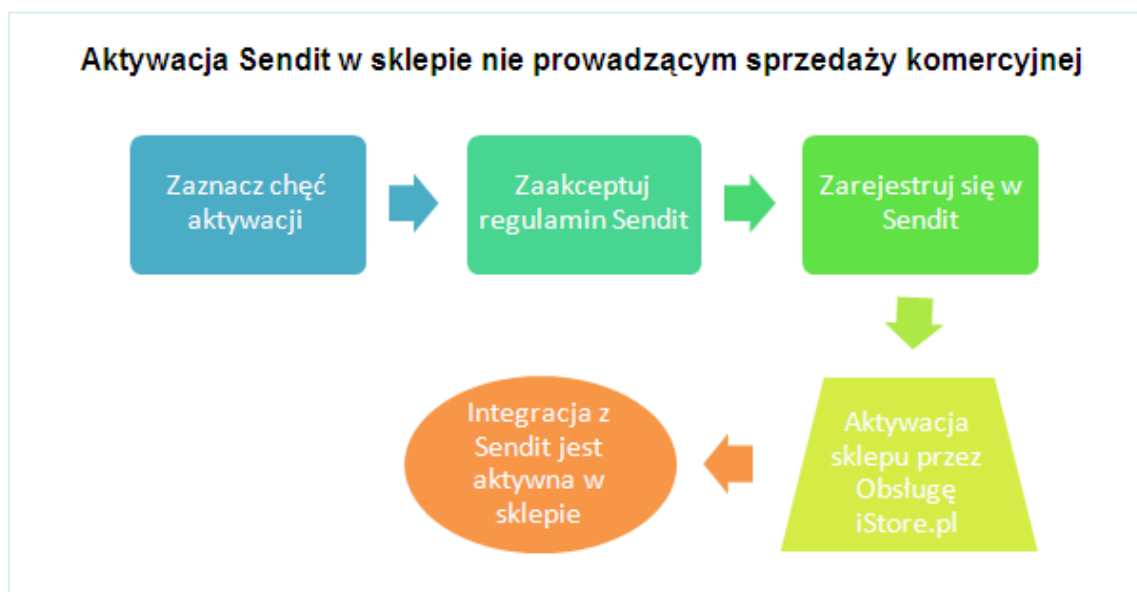 Aktywacja Sendit w sklepie nie prowadzącym sprzedaży komercyjnej
Zaznacz chęć
aktywacji
Zaakceptuj
regulamin Sendit
Zarejestruj się w
Sendit
Aktywacja
sklepu przez
Obsługę
iStore.pl
Integracja z
Sendit jest
aktywna w
sklepie